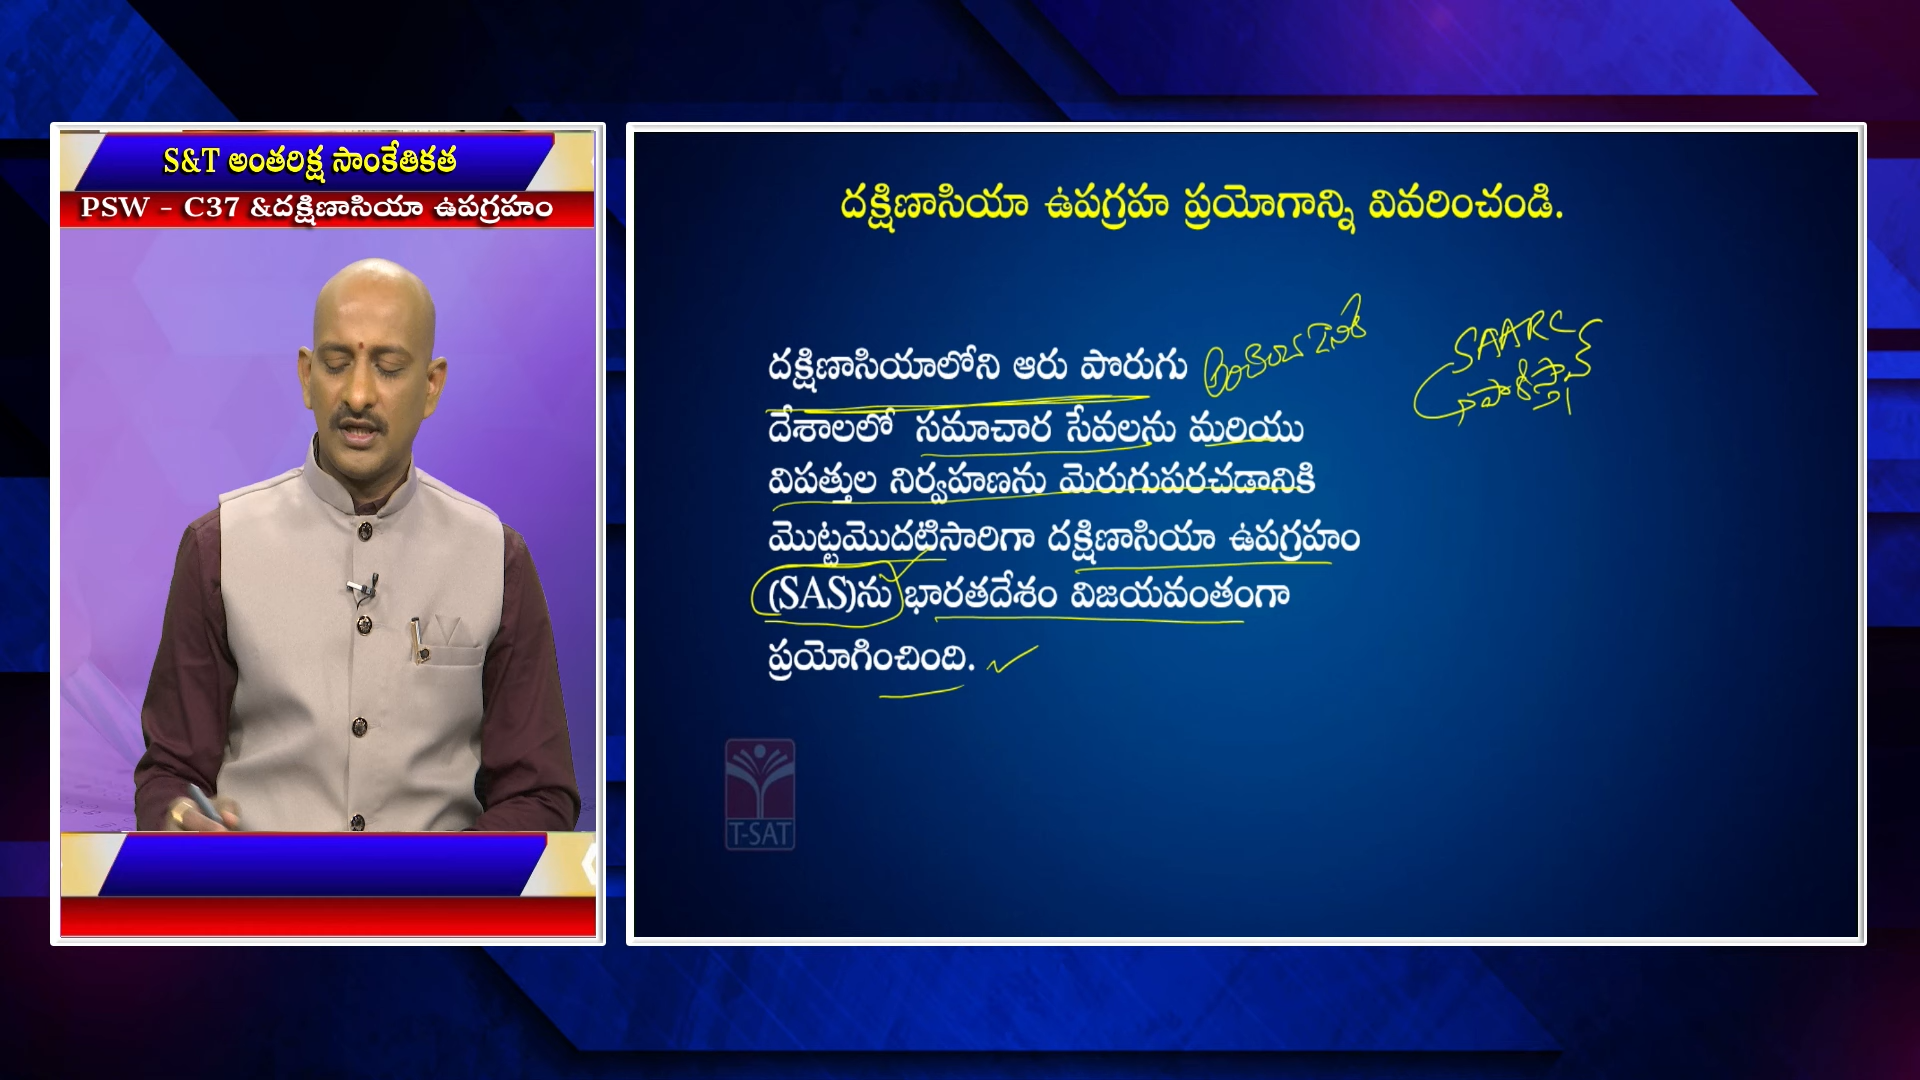 S&T అంతరిక్ష సాంకేతికత
PSW - C37 &దక్షిణాసియా ఉపగ్రహం
దక్షిణాసియా ఉపగ్రహ ప్రయోగాన్ని వివరించండి.
దక్షిణాసియాలోని ఆరు పొరుగు
SAARC
దేశాలలో సమాచార సేవలను మరియు
విపత్తుల నిర్వహణను మెరుగుపరచడానికి
మొట్టమొదటిసారిగా దక్షిణాసియా ఉపగ్రహం
(SAS)ను భారతదేశం విజయవంతంగా
ప్రయోగించింది.
T-SAT